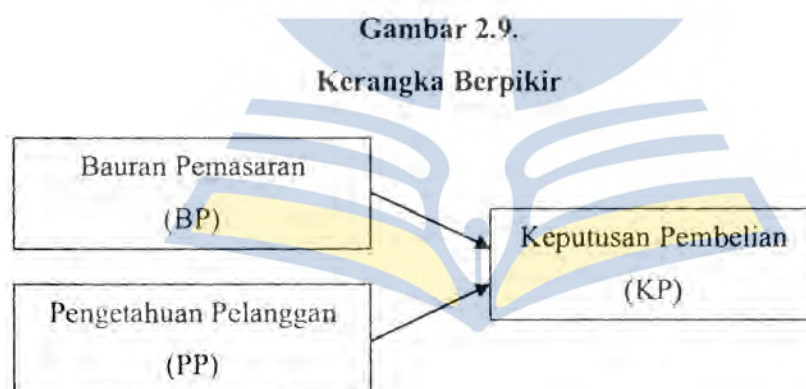 Gambar 2.9.
Kerangka Berpikir
Bauran Pemasaran
(BP)
Keputusan Pembelian
(KP)
Pengetahuan Pelanggan
(PP)